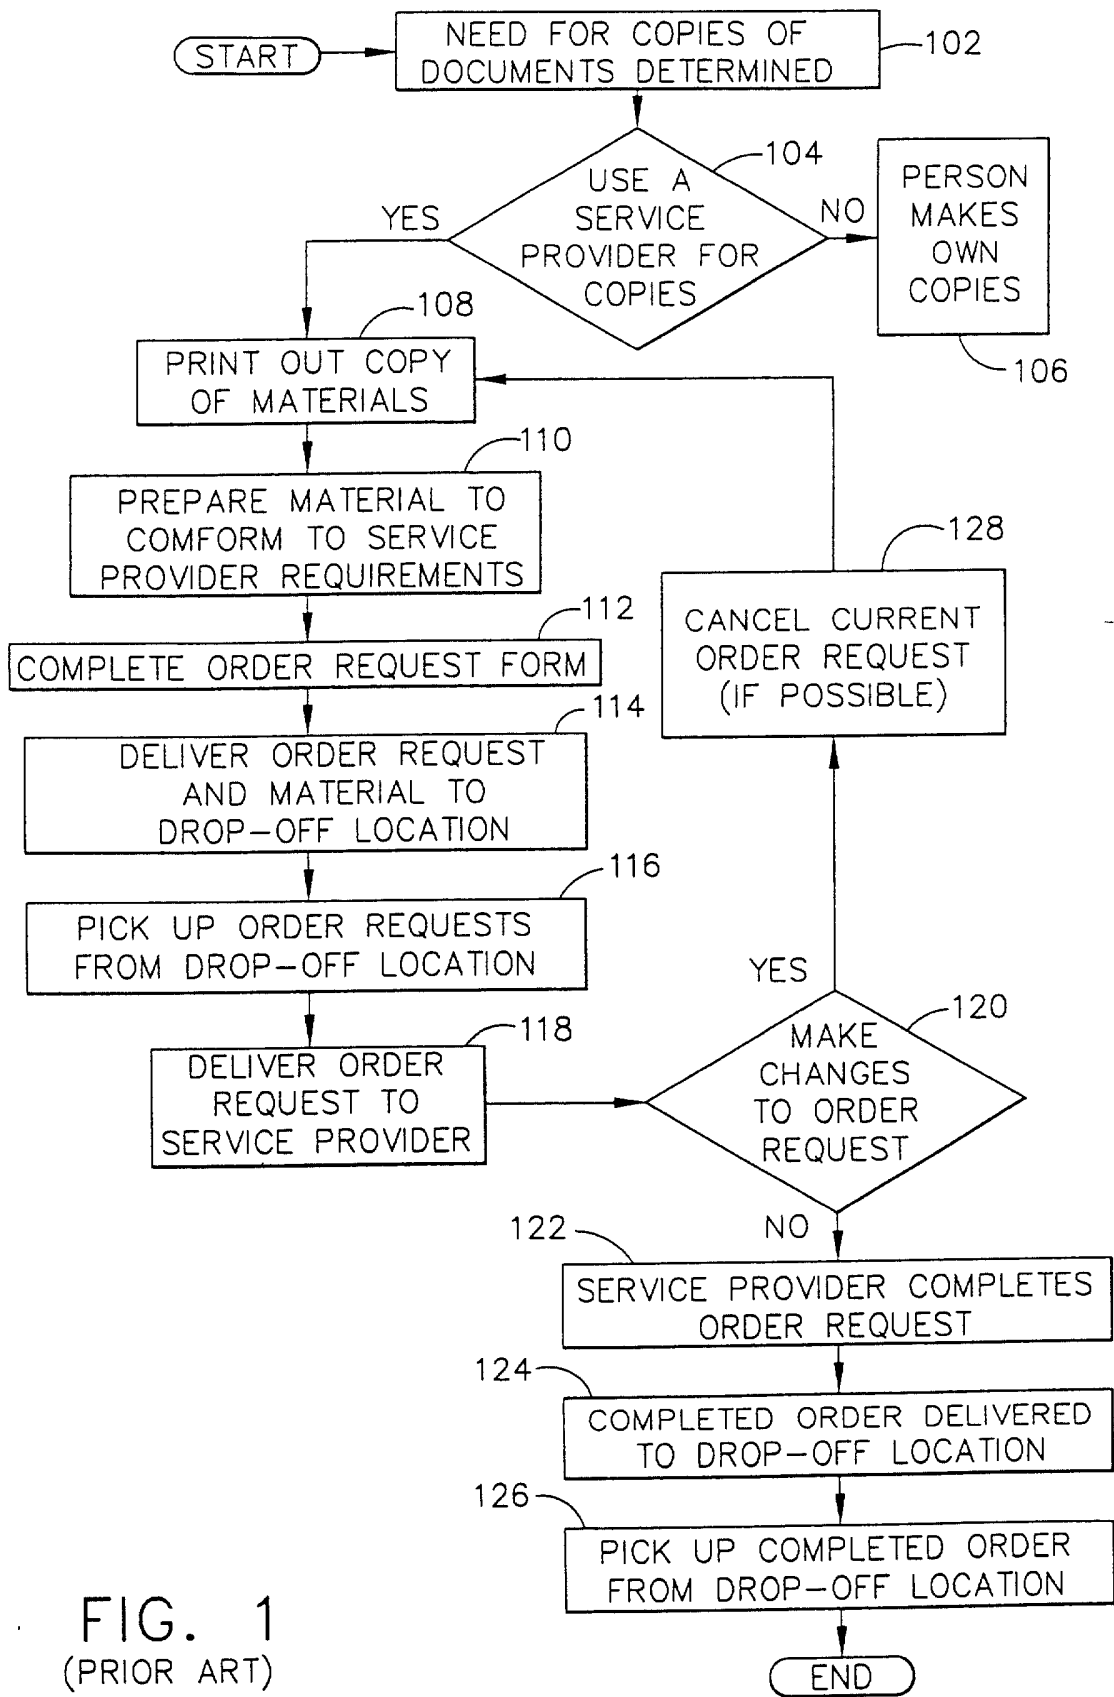 START
NEED FOR COPIES OF
DOCUMENTS DETERMINED
102
104
USE A
SERVICE
PROVIDER FOR
COPIES
YES
NO
PERSON
MAKES
OWN
COPIES
106
108
PRINT OUT COPY
OF MATERIALS
110
PREPARE MATERIAL TO
COMFORM TO SERVICE
PROVIDER REQUIREMENTS
112
COMPLETE ORDER REQUEST FORM
114
DELIVER ORDER REQUEST
AND MATERIAL TO
DROP-OFF LOCATION
116
PICK UP ORDER REQUESTS
FROM DROP-OFF LOCATION
118
DELIVER ORDER
REQUEST TO
SERVICE PROVIDER
128
CANCEL CURRENT
ORDER REQUEST
(IF POSSIBLE)
YES
120
MAKE
CHANGES
TO ORDER
REQUEST
NO
122
SERVICE PROVIDER COMPLETES
ORDER REQUEST
124
COMPLETED ORDER DELIVERED
TO DROP-OFF LOCATION
126
PICK UP COMPLETED ORDER
FROM DROP-OFF LOCATION
END
FIG. 1
(PRIOR ART)